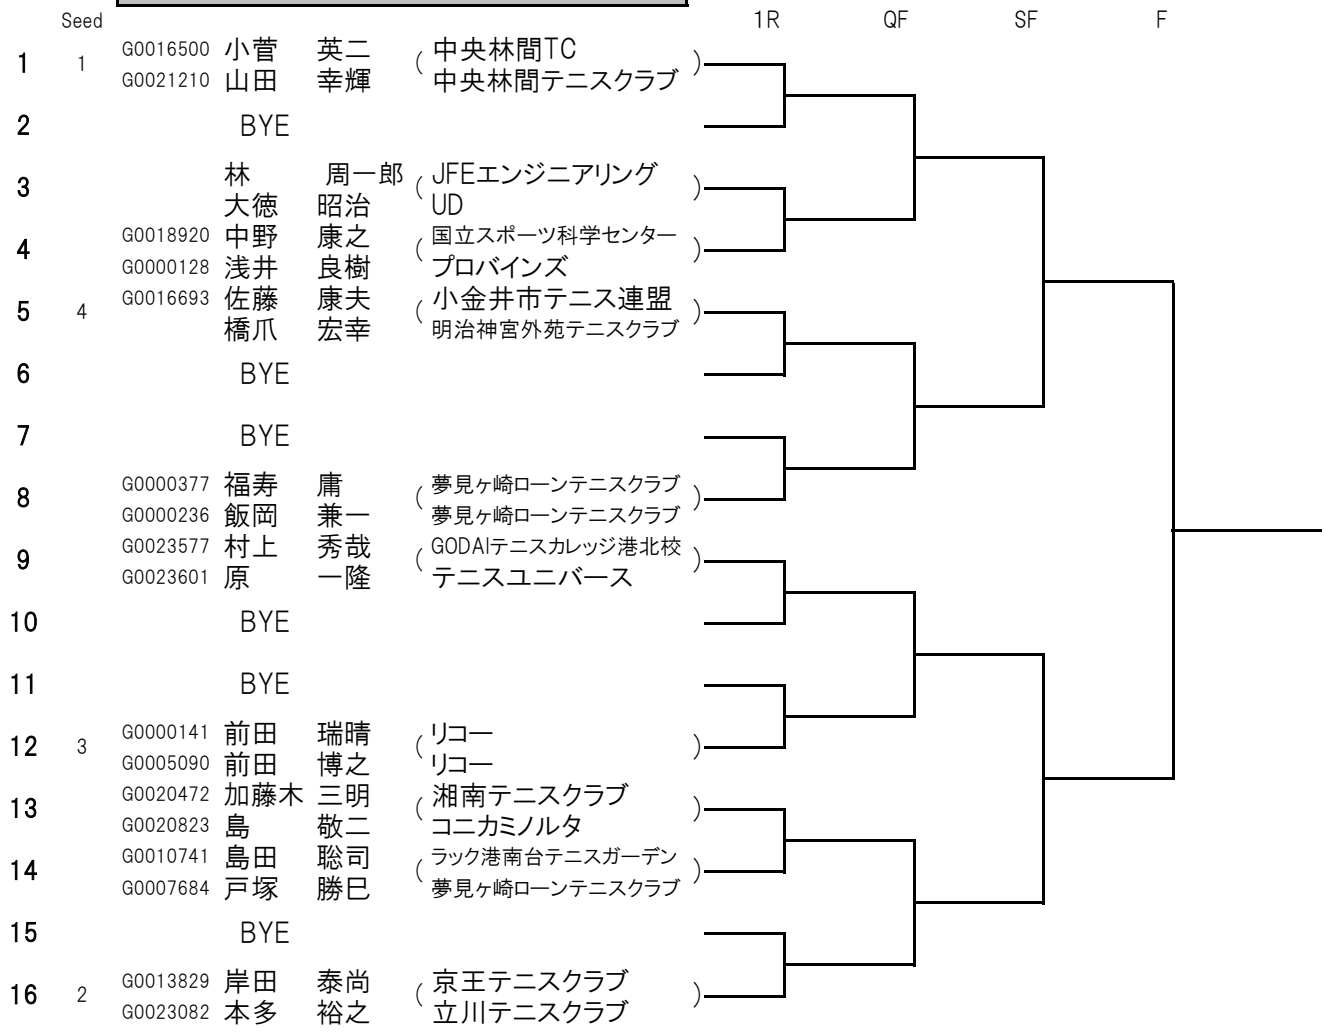 Seed 1R QF SF F
1 1 G0016500 小菅 英二 ( 中央林間TC )
G0021210 山田 幸輝 中央林間テニスクラブ
2 BYE
3 林 周一郎 ( JFEエンジニアリング )
大徳 昭治 UD
4 G0018920 中野 康之 ( 国立スポーツ科学センター )
G0000128 浅井 良樹 プロバインズ
5 4 G0016693 佐藤 康夫 ( 小金井市テニス連盟 )
橋爪 宏幸 明治神宮外苑テニスクラブ
6 BYE
7 BYE
8 G0000377 福寿 庸 ( 夢見ヶ崎ローンテニスクラブ )
G0000236 飯岡 兼一 夢見ヶ崎ローンテニスクラブ
9 G0023577 村上 秀哉 ( GODAIテニスカレッジ港北校 )
G0023601 原 一隆 テニスユニバース
10 BYE
11 BYE
12 3 G0000141 前田 瑞晴 ( リコー )
G0005090 前田 博之 リコー
13 G0020472 加藤木 三明 ( 湘南テニスクラブ )
G0020823 島 敬二 コニカミノルタ
14 G0010741 島田 聡司 ( ラック港南台テニスガーデン )
G0007684 戸塚 勝巳 夢見ヶ崎ローンテニスクラブ
15 BYE
16 2 G0013829 岸田 泰尚 ( 京王テニスクラブ )
G0023082 本多 裕之 立川テニスクラブ